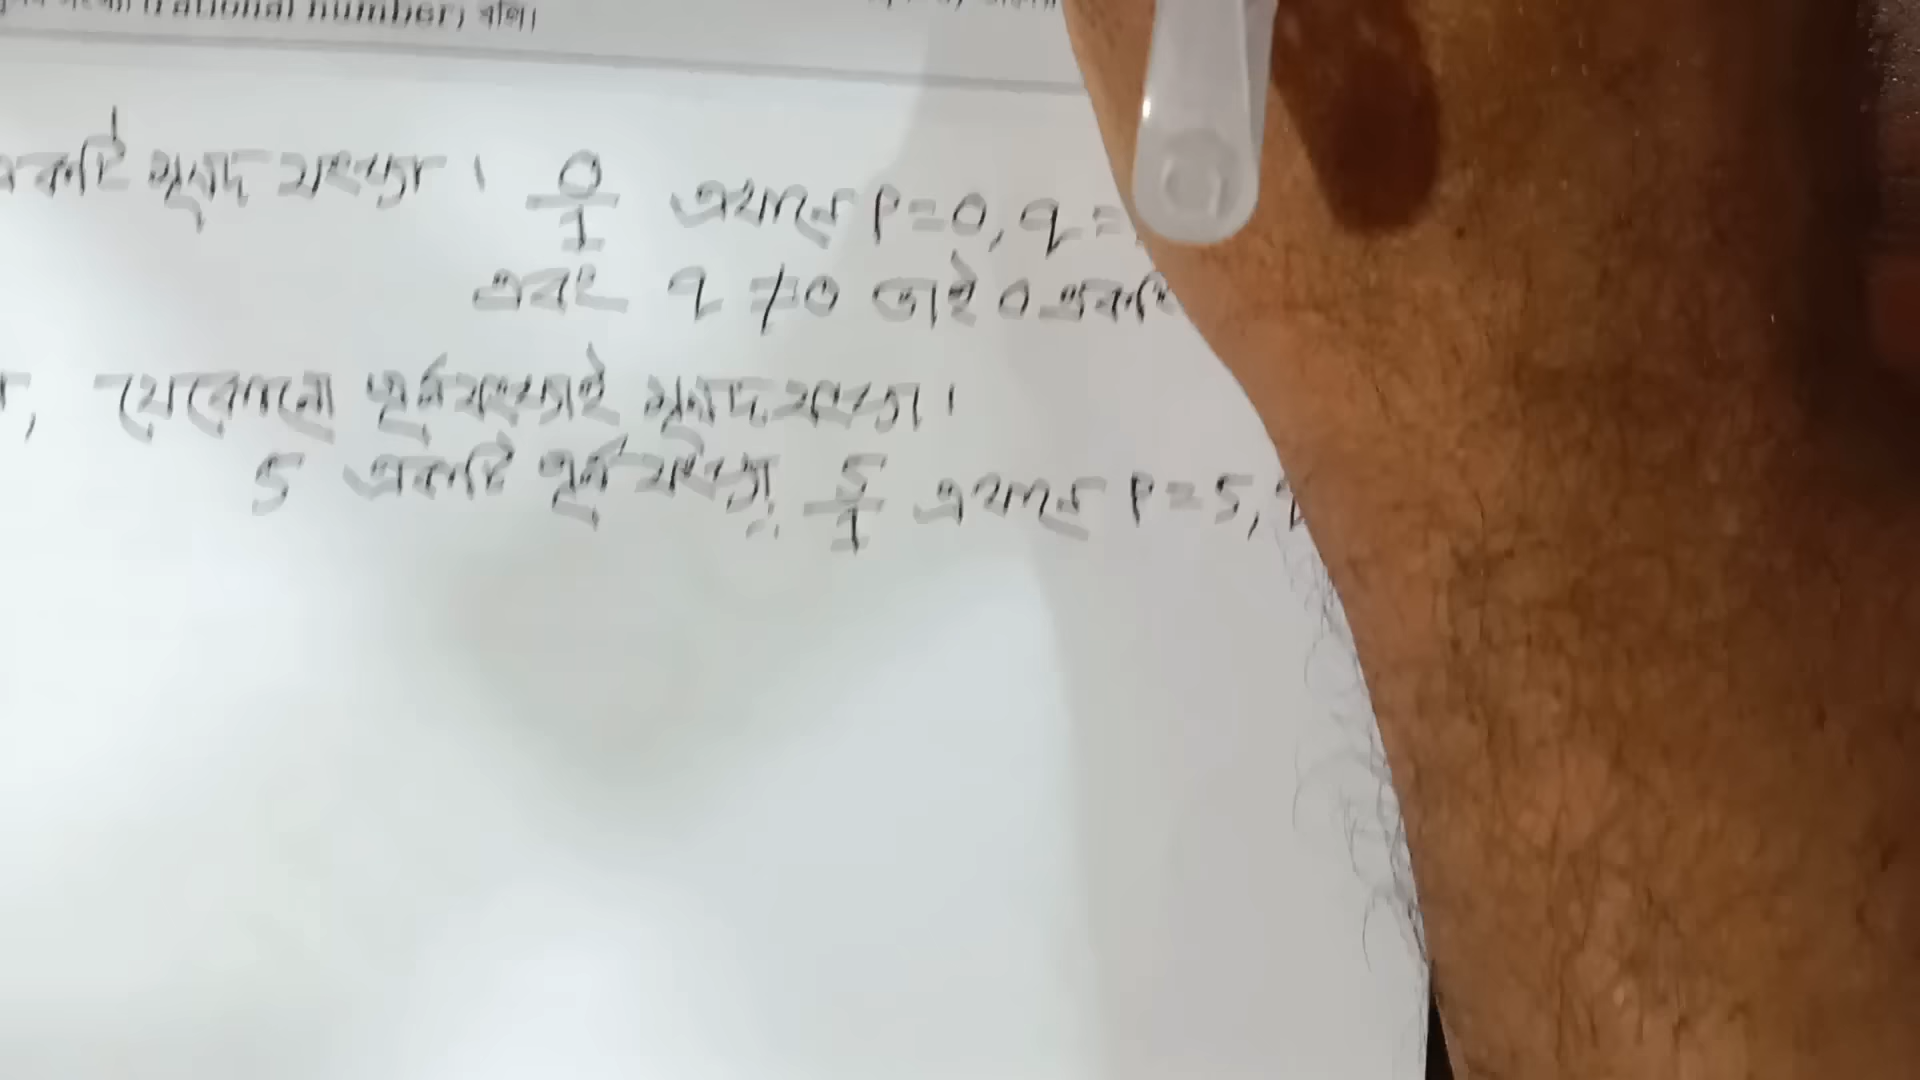 (rational number) বলে।
একটি মূলদ সংখ্যা। 0/1 এখানে p=0, q=
এবং q ≠0 তাই 0 একটি
, যেকোনো পূর্ণসংখ্যাই মূলদ সংখ্যা।
5 একটি পূর্ণ সংখ্যা, 5/1 এখানে p=5, q